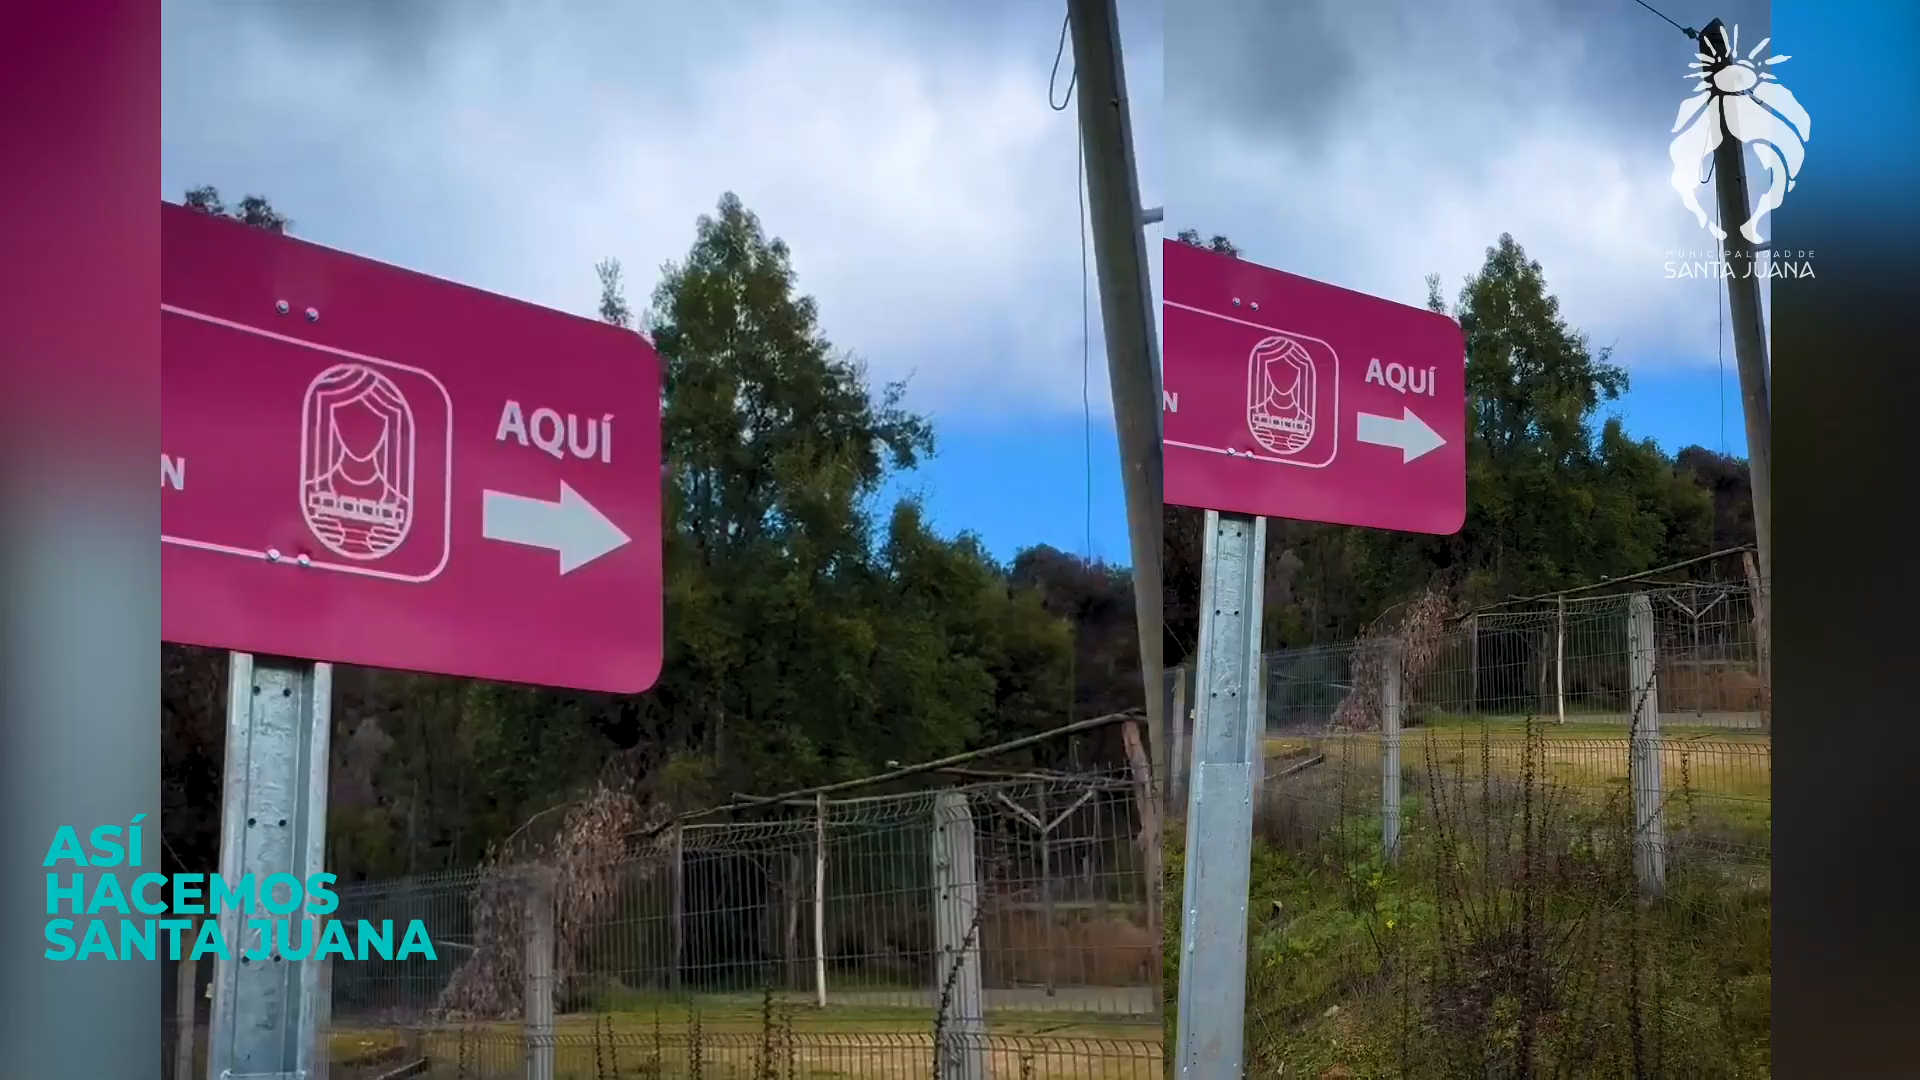 N
AQUÍ
N
AQUÍ
MUNICIPALIDAD DE
SANTA JUANA
ASÍ
HACEMOS
SANTA JUANA